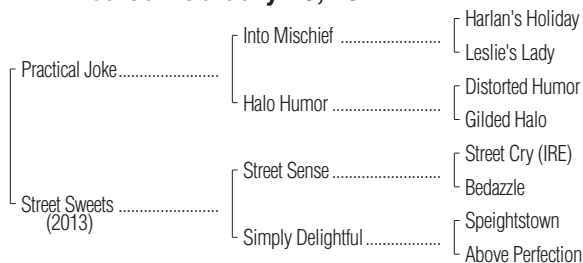 Harlan's Holiday
Into Mischief ........................
Leslie's Lady
Practical Joke ........................
Distorted Humor
Halo Humor ..........................
Gilded Halo
Street Cry (IRE)
Street Sense ..........................
Bedazzle
Street Sweets ........................
(2013)
Speightstown
Simply Delightful ..................
Above Perfection